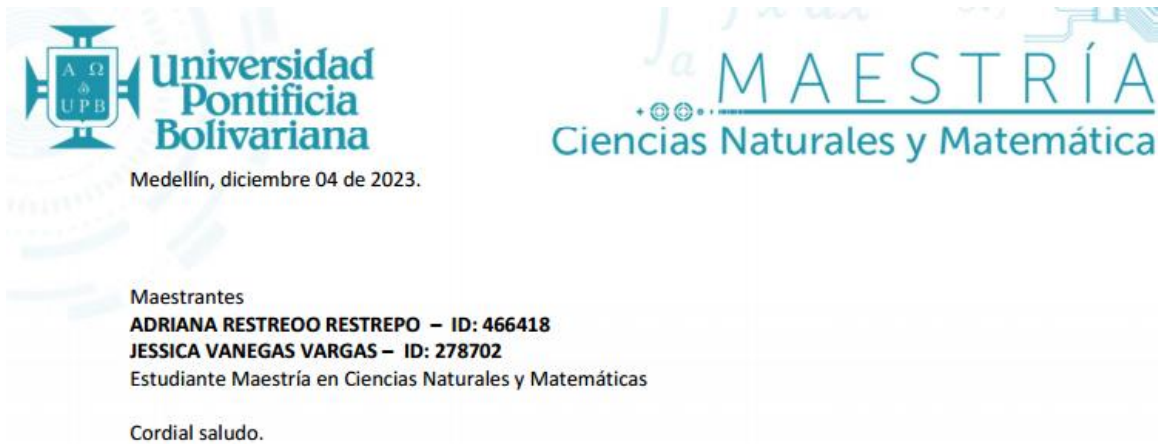 A Ω
UPB
Universidad
Pontificia
Bolivariana
MAESTRÍA
Ciencias Naturales y Matemática
Medellín, diciembre 04 de 2023.
Maestrantes
ADRIANA RESTREOO RESTREPO – ID: 466418
JESSICA VANEGAS VARGAS – ID: 278702
Estudiante Maestría en Ciencias Naturales y Matemáticas
Cordial saludo.